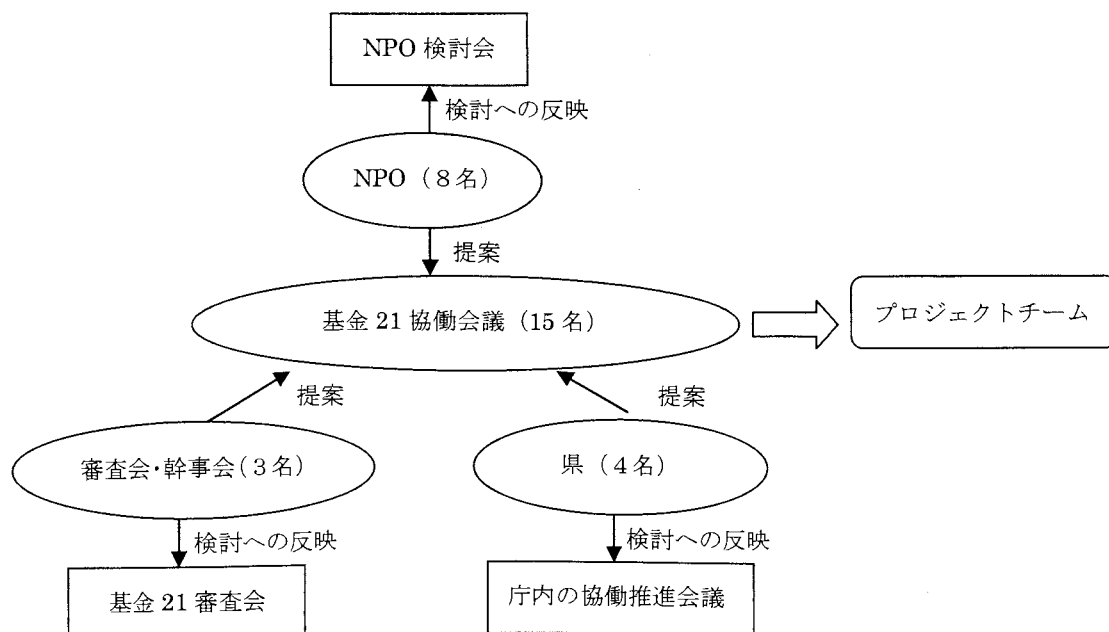 NPO 検討会
検討への反映
NPO（８名）
提案
基金 21 協働会議（15 名）
プロジェクトチーム
提案
提案
審査会・幹事会（３名）
県（４名）
検討への反映
検討への反映
基金 21 審査会
庁内の協働推進会議